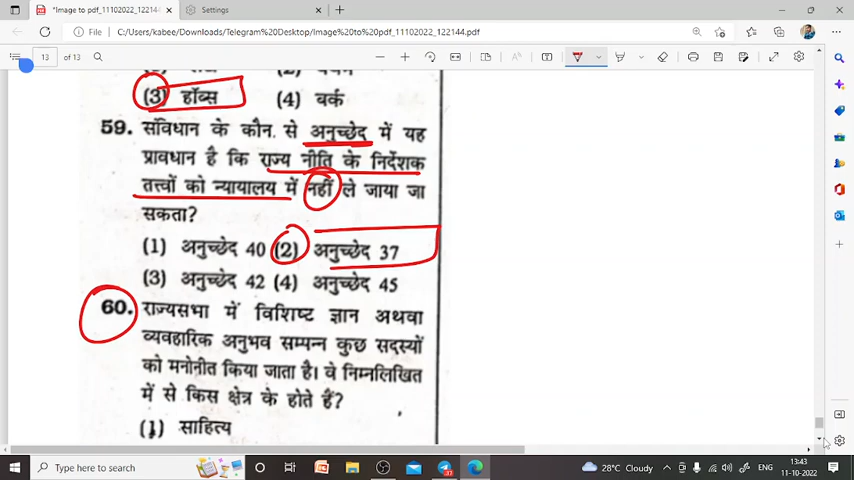 *Image to pdf_11102022_12214
Settings
File
C:/Users/kabee/Downloads/Telegram%20Desktop/Image%20to%20pdf_11102022_122144.pdf
13 of 13
(3) हॉब्स (4) बर्क
59. संविधान के कौन से अनुच्छेद में यह
प्रावधान है कि राज्य नीति के निर्देशक
तत्त्वों को न्यायालय में नहीं ले जाया जा
सकता?
(1) अनुच्छेद 40 (2) अनुच्छेद 37
(3) अनुच्छेद 42 (4) अनुच्छेद 45
60. राज्यसभा में विशिष्ट ज्ञान अथवा
व्यवहारिक अनुभव सम्पन्न कुछ सदस्यों
को मनोनीत किया जाता है। वे निम्नलिखित
में से किस क्षेत्र के होते हैं?
(1) साहित्य
Type here to search
28°C Cloudy
ENG
13:43
11-10-2022